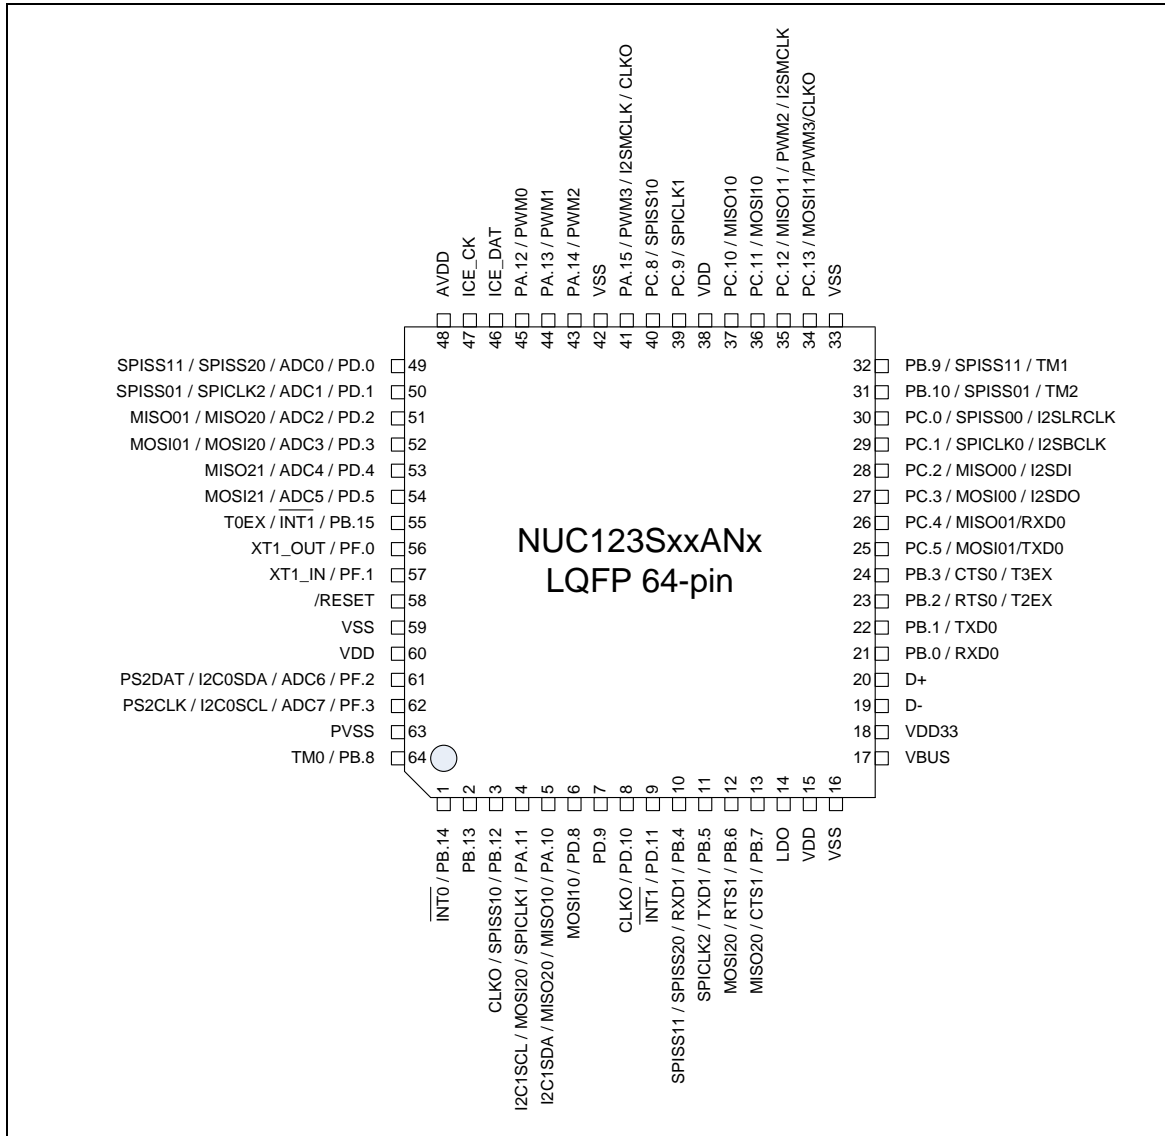 AVDD
ICE_CK
ICE_DAT
PA.12 / PWM0
PA.13 / PWM1
PA.14 / PWM2
VSS
PA.15 / PWM3 / I2SMCLK / CLKO
PC.8 / SPISS10
PC.9 / SPICLK1
VDD
PC.10 / MISO10
PC.11 / MOSI10
PC.12 / MISO11 / PWM2 / I2SMCLK
PC.13 / MOSI11/PWM3/CLKO
VSS
48
47
46
45
44
43
42
41
40
39
38
37
36
35
34
33
SPISS11 / SPISS20 / ADC0 / PD.0 49
SPISS01 / SPICLK2 / ADC1 / PD.1 50
MISO01 / MISO20 / ADC2 / PD.2 51
MOSI01 / MOSI20 / ADC3 / PD.3 52
MISO21 / ADC4 / PD.4 53
MOSI21 / ADC5 / PD.5 54
T0EX / INT1 / PB.15 55
XT1_OUT / PF.0 56
XT1_IN / PF.1 57
/RESET 58
VSS 59
VDD 60
PS2DAT / I2C0SDA / ADC6 / PF.2 61
PS2CLK / I2C0SCL / ADC7 / PF.3 62
PVSS 63
TM0 / PB.8 64
NUC123SxxANx
LQFP 64-pin
32 PB.9 / SPISS11 / TM1
31 PB.10 / SPISS01 / TM2
30 PC.0 / SPISS00 / I2SLRCLK
29 PC.1 / SPICLK0 / I2SBCLK
28 PC.2 / MISO00 / I2SDI
27 PC.3 / MOSI00 / I2SDO
26 PC.4 / MISO01/RXD0
25 PC.5 / MOSI01/TXD0
24 PB.3 / CTS0 / T3EX
23 PB.2 / RTS0 / T2EX
22 PB.1 / TXD0
21 PB.0 / RXD0
20 D+
19 D-
18 VDD33
17 VBUS
1
2
3
4
5
6
7
8
9
10
11
12
13
14
15
16
INT0 / PB.14
PB.13
CLKO / SPISS10 / PB.12
I2C1SCL / MOSI20 / SPICLK1 / PA.11
I2C1SDA / MISO20 / MISO10 / PA.10
MOSI10 / PD.8
PD.9
CLKO / PD.10
INT1 / PD.11
SPISS11 / SPISS20 / RXD1 / PB.4
SPICLK2 / TXD1 / PB.5
MOSI20 / RTS1 / PB.6
MISO20 / CTS1 / PB.7
LDO
VDD
VSS